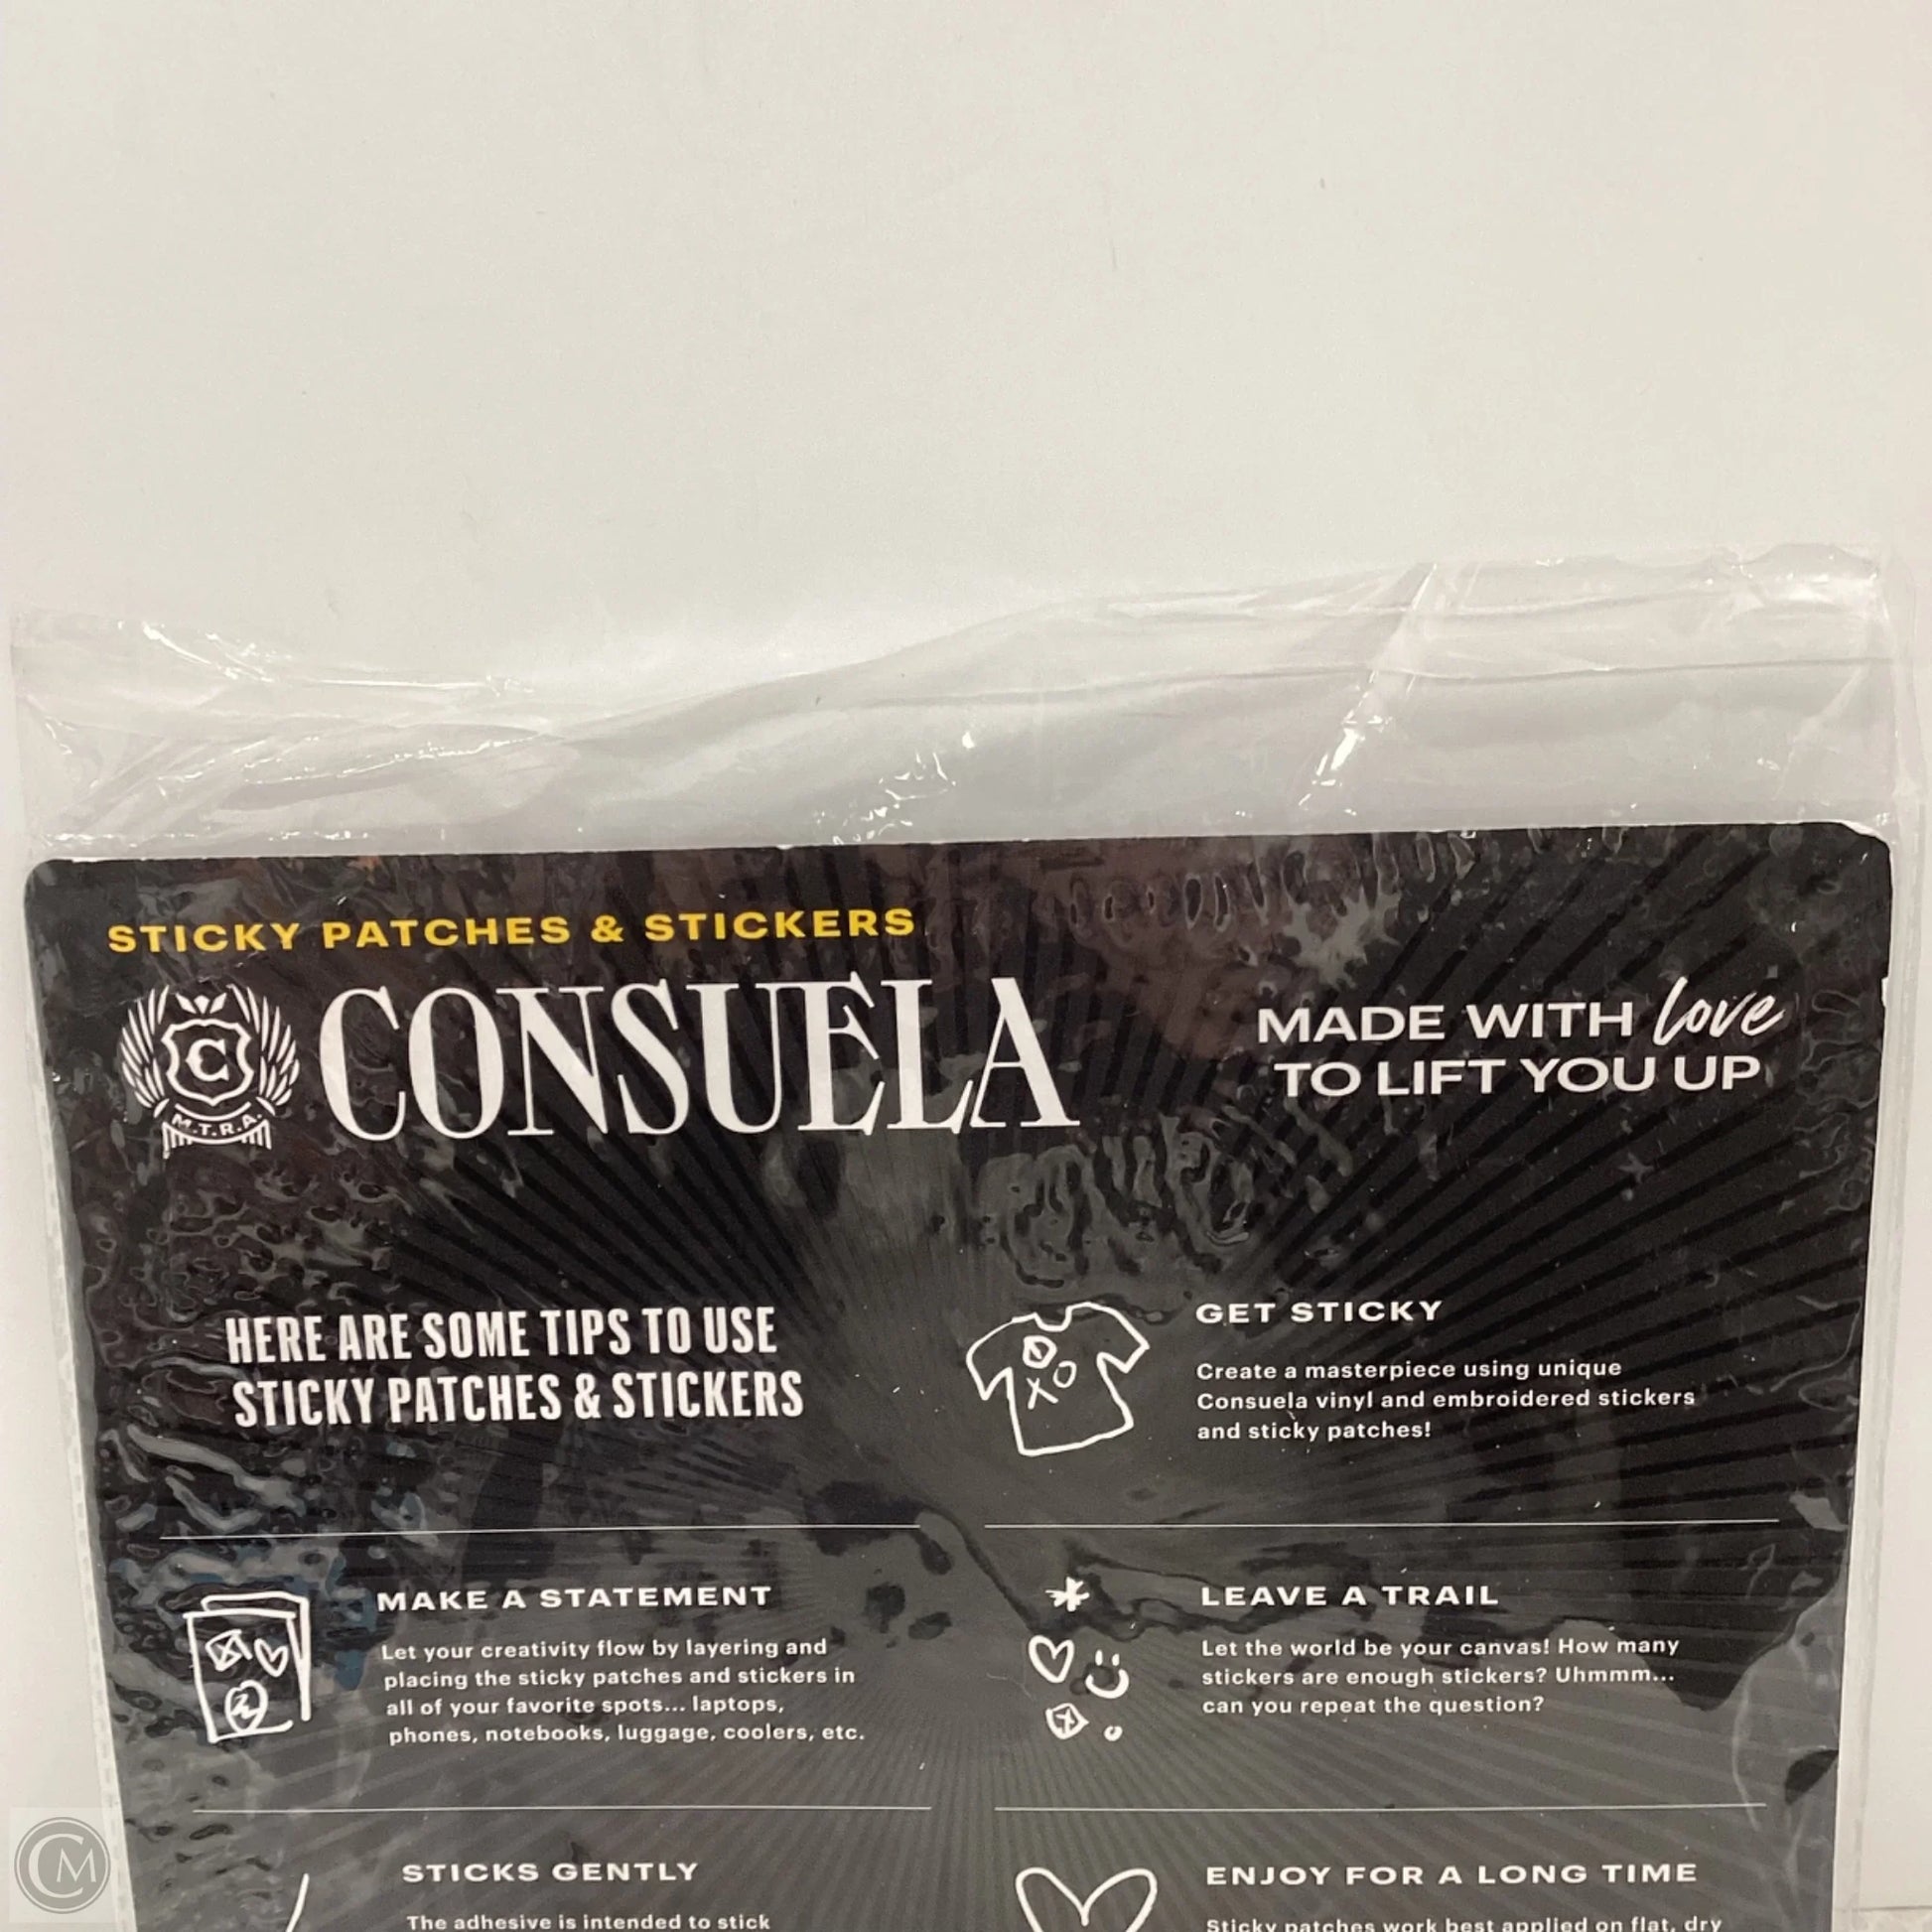 STICKY PATCHES & STICKERS
C
M.T.R.A.
CONSUELA
MADE WITH love
TO LIFT YOU UP
HERE ARE SOME TIPS TO USE
STICKY PATCHES & STICKERS
GET STICKY
Create a masterpiece using unique
Consuela vinyl and embroidered stickers
and sticky patches!
MAKE A STATEMENT
Let your creativity flow by layering and
placing the sticky patches and stickers in
all of your favorite spots... laptops,
phones, notebooks, luggage, coolers, etc.
LEAVE A TRAIL
Let the world be your canvas! How many
stickers are enough stickers? Uhmmm...
can you repeat the question?
STICKS GENTLY
The adhesive is intended to stick
ENJOY FOR A LONG TIME
Sticky patches work best applied on flat, dry
CM